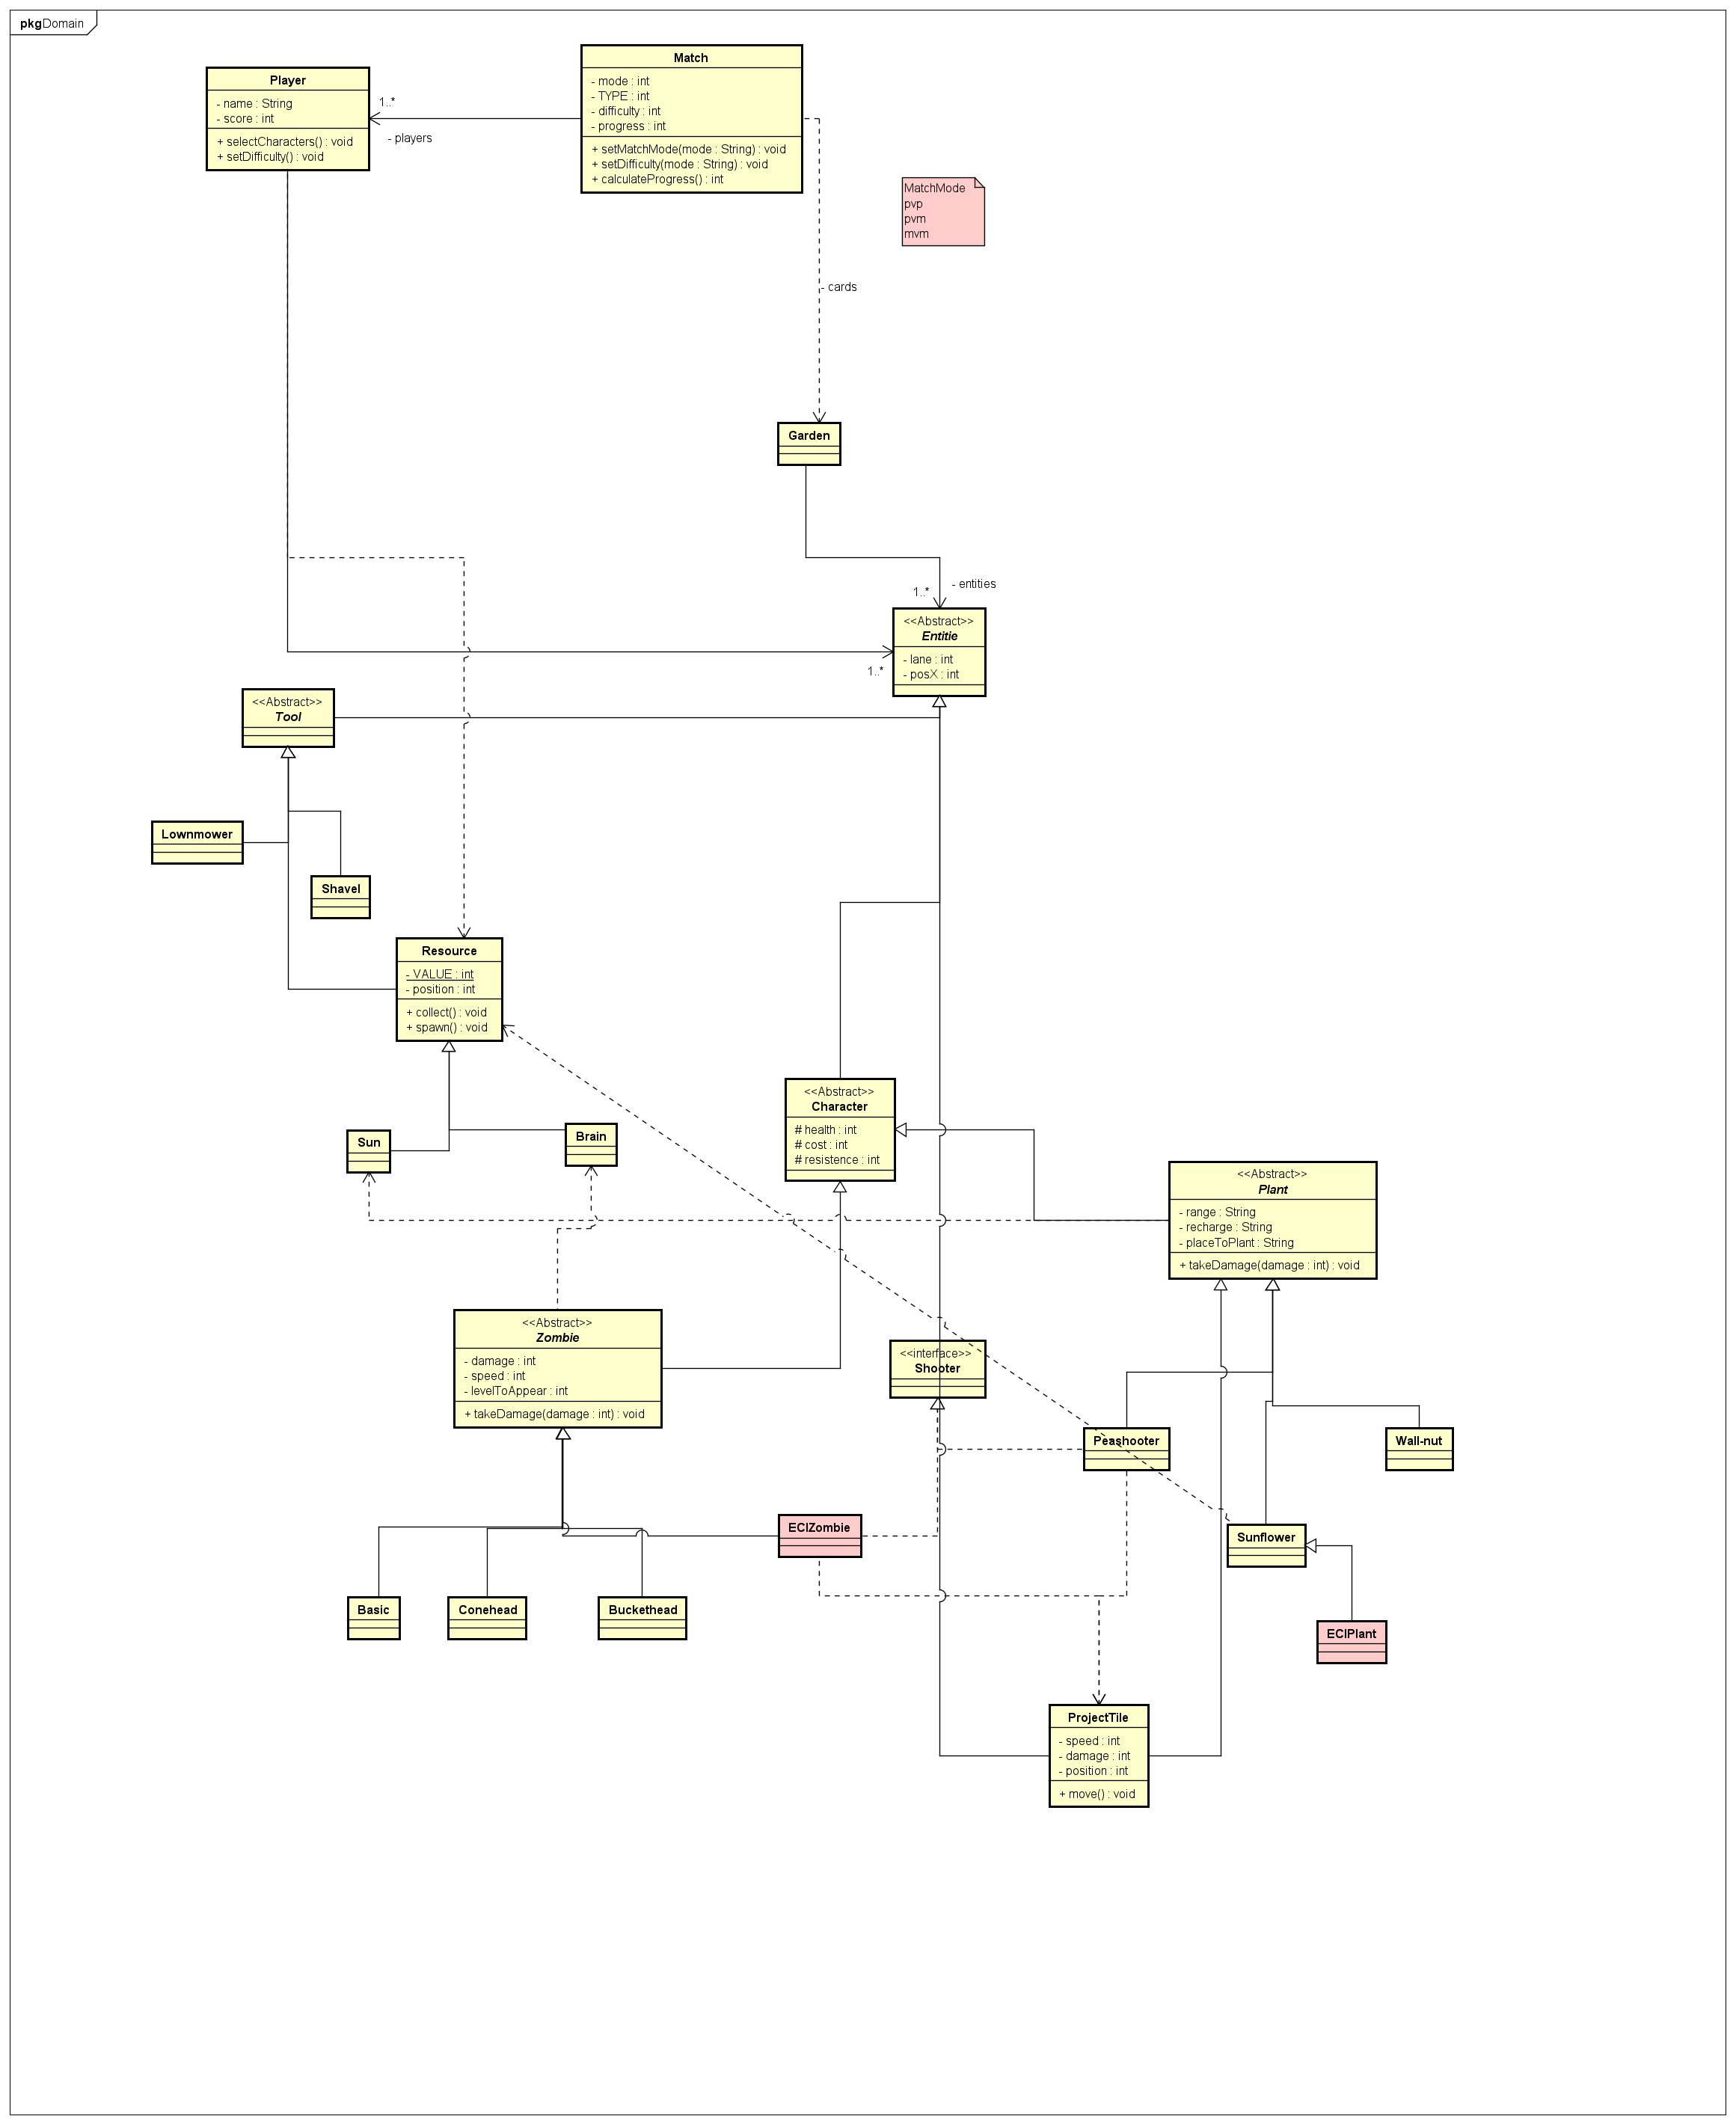 pkg Domain
Player
- name : String
- score : int
+ selectCharacters() : void
+ setDifficulty() : void
1..*
- players
Match
- mode : int
- TYPE : int
- difficulty : int
- progress : int
+ setMatchMode(mode : String) : void
+ setDifficulty(mode : String) : void
+ calculateProgress() : int
MatchMode
pvp
pvm
mvm
- cards
Garden
1..*
- entities
<<Abstract>>
Entitie
- lane : int
- posX : int
1..*
<<Abstract>>
Tool
Lownmower
Shavel
Resource
- VALUE : int
- position : int
+ collect() : void
+ spawn() : void
Sun
Brain
<<Abstract>>
Character
# health : int
# cost : int
# resistence : int
<<Abstract>>
Plant
- range : String
- recharge : String
- placeToPlant : String
+ takeDamage(damage : int) : void
<<Abstract>>
Zombie
- damage : int
- speed : int
- levelToAppear : int
+ takeDamage(damage : int) : void
<<interface>>
Shooter
Peashooter
Wall-nut
ECIZombie
Sunflower
Basic
Conehead
Buckethead
ECIPlant
ProjectTile
- speed : int
- damage : int
- position : int
+ move() : void